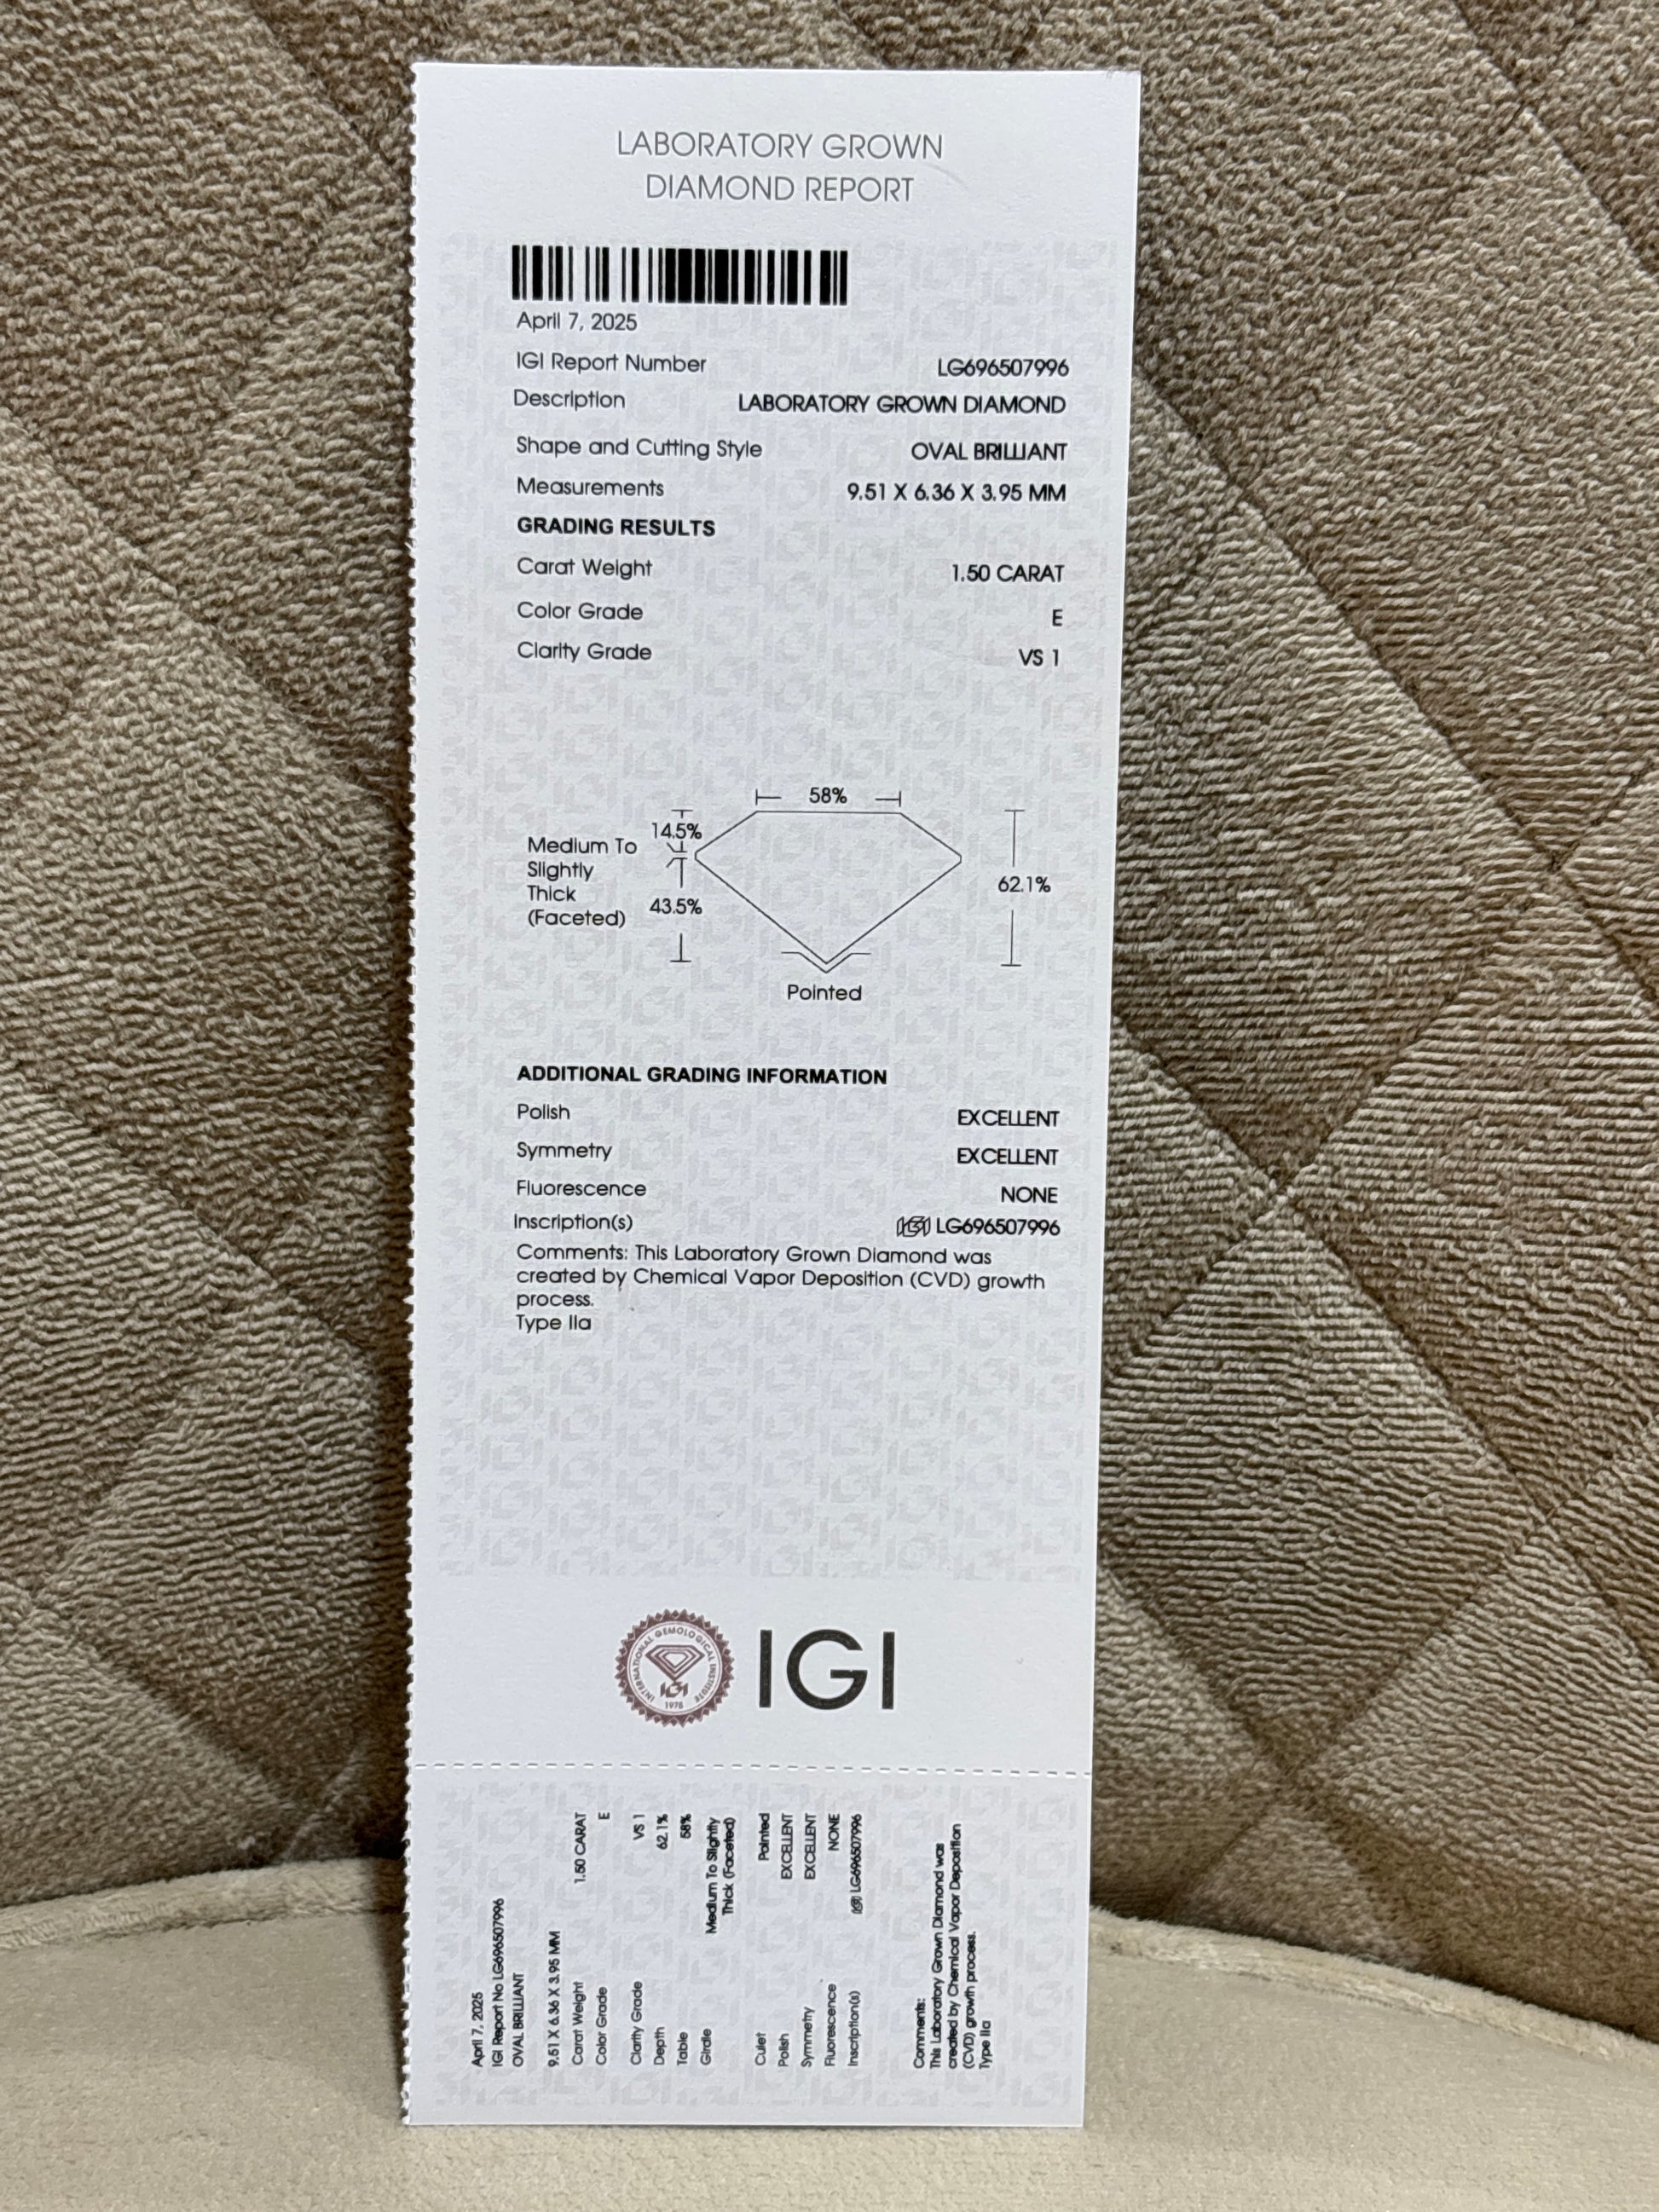 LABORATORY GROWN
DIAMOND REPORT
April 7, 2025
IGI Report Number LG696507996
Description LABORATORY GROWN DIAMOND
Shape and Cutting Style OVAL BRILLIANT
Measurements 9.51 X 6.36 X 3.95 MM
GRADING RESULTS
Carat Weight 1.50 CARAT
Color Grade E
Clarity Grade VS 1
58%
14.5%
Medium To
Slightly
Thick
(Faceted)
43.5%
62.1%
Pointed
ADDITIONAL GRADING INFORMATION
Polish EXCELLENT
Symmetry EXCELLENT
Fluorescence NONE
Inscription(s) IGI LG696507996
Comments: This Laboratory Grown Diamond was
created by Chemical Vapor Deposition (CVD) growth
process.
Type IIa
INTERNATIONAL GEMOLOGICAL INSTITUTE
IGI
1975
IGI
April 7, 2025
IGI Report No LG696507996
OVAL BRILLIANT
9.51 X 6.36 X 3.95 MM
Carat Weight 1.50 CARAT
Color Grade E
Clarity Grade VS 1
Depth 62.1%
Table 58%
Girdle Medium To Slightly
Thick (Faceted)
Culet Pointed
Polish EXCELLENT
Symmetry EXCELLENT
Fluorescence NONE
Inscription(s) IGI LG696507996
Comments:
This Laboratory Grown Diamond was
created by Chemical Vapor Deposition
(CVD) growth process.
Type IIa